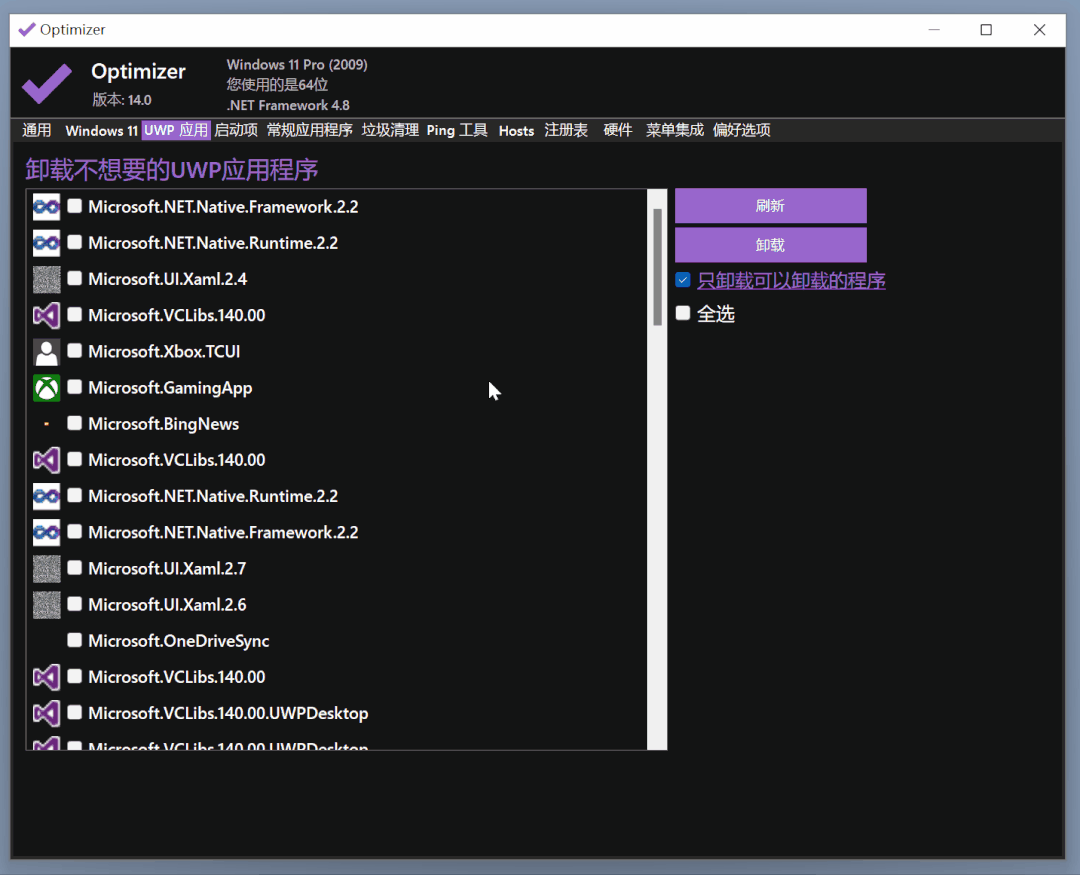 Optimizer
Optimizer
版本: 14.0
Windows 11 Pro (2009)
您使用的是64位
.NET Framework 4.8
通用 Windows 11 UWP 应用 启动项 常规应用程序 垃圾清理 Ping 工具 Hosts 注册表 硬件 菜单集成 偏好选项
卸载不想要的UWP应用程序
Microsoft.NET.Native.Framework.2.2
Microsoft.NET.Native.Runtime.2.2
Microsoft.UI.Xaml.2.4
Microsoft.VCLibs.140.00
Microsoft.Xbox.TCUI
Microsoft.GamingApp
Microsoft.BingNews
Microsoft.VCLibs.140.00
Microsoft.NET.Native.Runtime.2.2
Microsoft.NET.Native.Framework.2.2
Microsoft.UI.Xaml.2.7
Microsoft.UI.Xaml.2.6
Microsoft.OneDriveSync
Microsoft.VCLibs.140.00
Microsoft.VCLibs.140.00.UWPDesktop
Microsoft.VCLibs.140.00.UWPDesktop
刷新
卸载
只卸载可以卸载的程序
全选